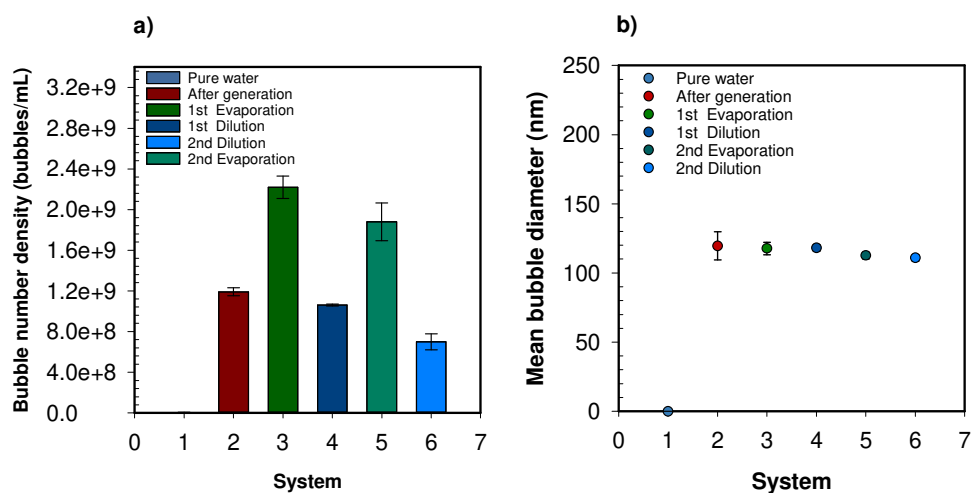 a)
Bubble number density (bubbles/mL)
3.2e+9
2.8e+9
2.4e+9
2.0e+9
1.6e+9
1.2e+9
8.0e+8
4.0e+8
0.0
Pure water
After generation
1st Evaporation
1st Dilution
2nd Dilution
2nd Evaporation
0 1 2 3 4 5 6 7
System
b)
Mean bubble diameter (nm)
250
200
150
100
50
0
Pure water
After generation
1st Evaporation
1st Dilution
2nd Evaporation
2nd Dilution
0 1 2 3 4 5 6 7
System